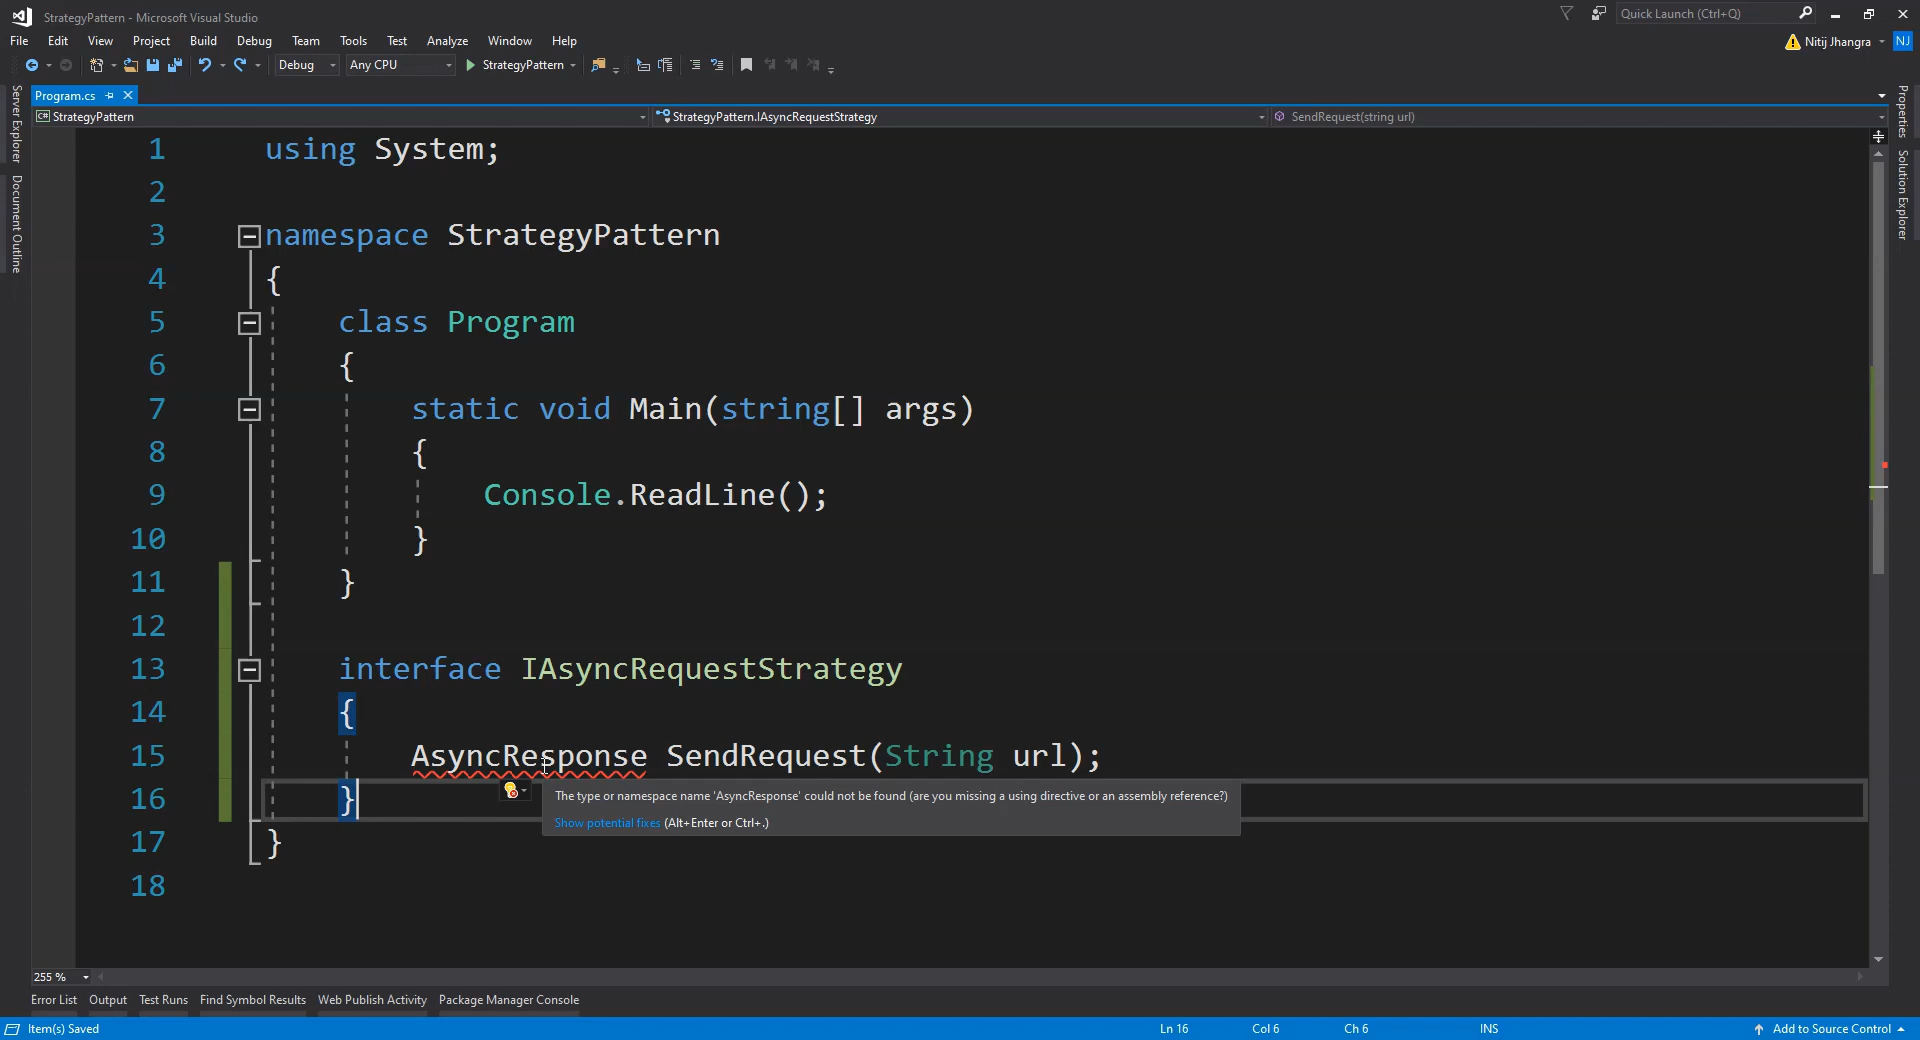 StrategyPattern - Microsoft Visual Studio
Quick Launch (Ctrl+Q)
File Edit View Project Build Debug Team Tools Test Analyze Window Help
Nitij Jhangra NJ
Debug Any CPU StrategyPattern
Server Explorer
Document Outline
Properties
Solution Explorer
Program.cs
C# StrategyPattern
StrategyPattern.IAsyncRequestStrategy
SendRequest(string url)
1 using System;
2
3 namespace StrategyPattern
4 {
5 class Program
6 {
7 static void Main(string[] args)
8 {
9 Console.ReadLine();
10 }
11 }
12
13 interface IAsyncRequestStrategy
14 {
15 AsyncResponse SendRequest(String url);
16 }
The type or namespace name 'AsyncResponse' could not be found (are you missing a using directive or an assembly reference?)
Show potential fixes (Alt+Enter or Ctrl+.)
17 }
18
255 %
Error List Output Test Runs Find Symbol Results Web Publish Activity Package Manager Console
Item(s) Saved Ln 16 Col 6 Ch 6 INS Add to Source Control